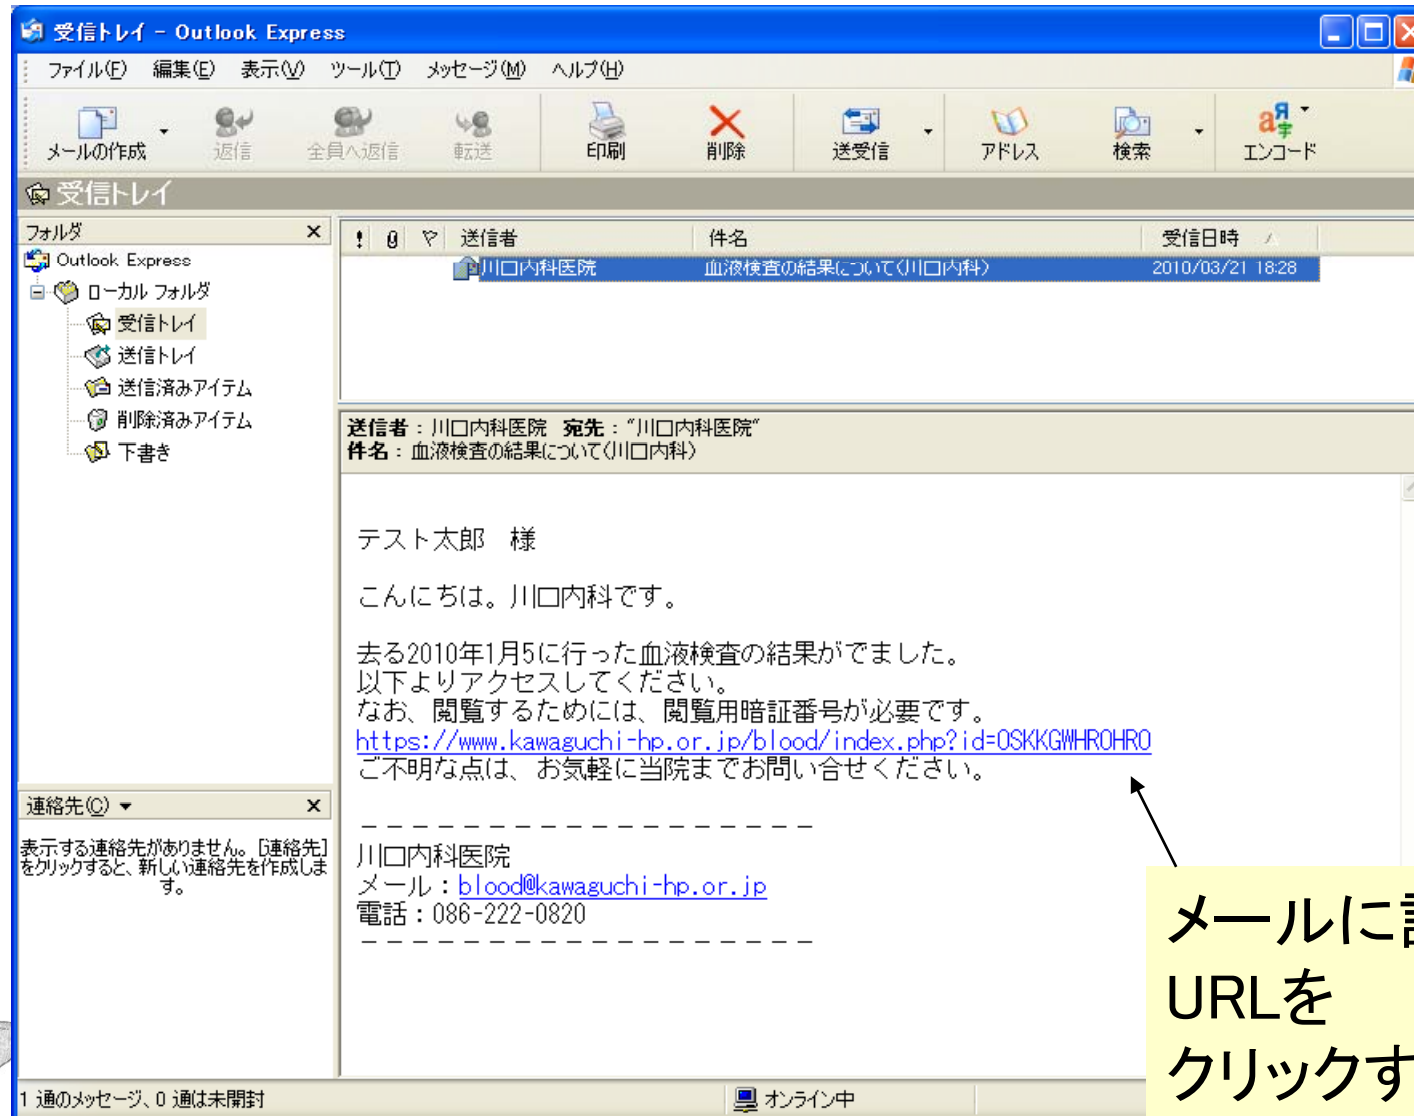 受信トレイ - Outlook Express
ファイル(F) 編集(E) 表示(V) ツール(T) メッセージ(M) ヘルプ(H)
メールの作成 返信 全員へ返信 転送 印刷 削除 送受信 アドレス 検索 エンコード
受信トレイ
フォルダ
Outlook Express
ローカル フォルダ
受信トレイ
送信トレイ
送信済みアイテム
削除済みアイテム
下書き
送信者 件名 受信日時
川口内科医院 血液検査の結果について(川口内科) 2010/03/21 18:28
送信者：川口内科医院 宛先："川口内科医院"
件名：血液検査の結果について(川口内科)
テスト太郎 様
こんにちは。川口内科です。
去る2010年1月5に行った血液検査の結果がでました。
以下よりアクセスしてください。
なお、閲覧するためには、閲覧用暗証番号が必要です。
https://www.kawaguchi-hp.or.jp/blood/index.php?id=OSKKGWHROHRO
ご不明な点は、お気軽に当院までお問い合せください。
------------------
川口内科医院
メール：blood@kawaguchi-hp.or.jp
電話：086-222-0820
------------------
連絡先(C)
表示する連絡先がありません。[連絡先]
をクリックすると、新しい連絡先を作成しま
す。
メールに
URLを
クリックす
1 通のメッセージ、0 通は未開封
オンライン中